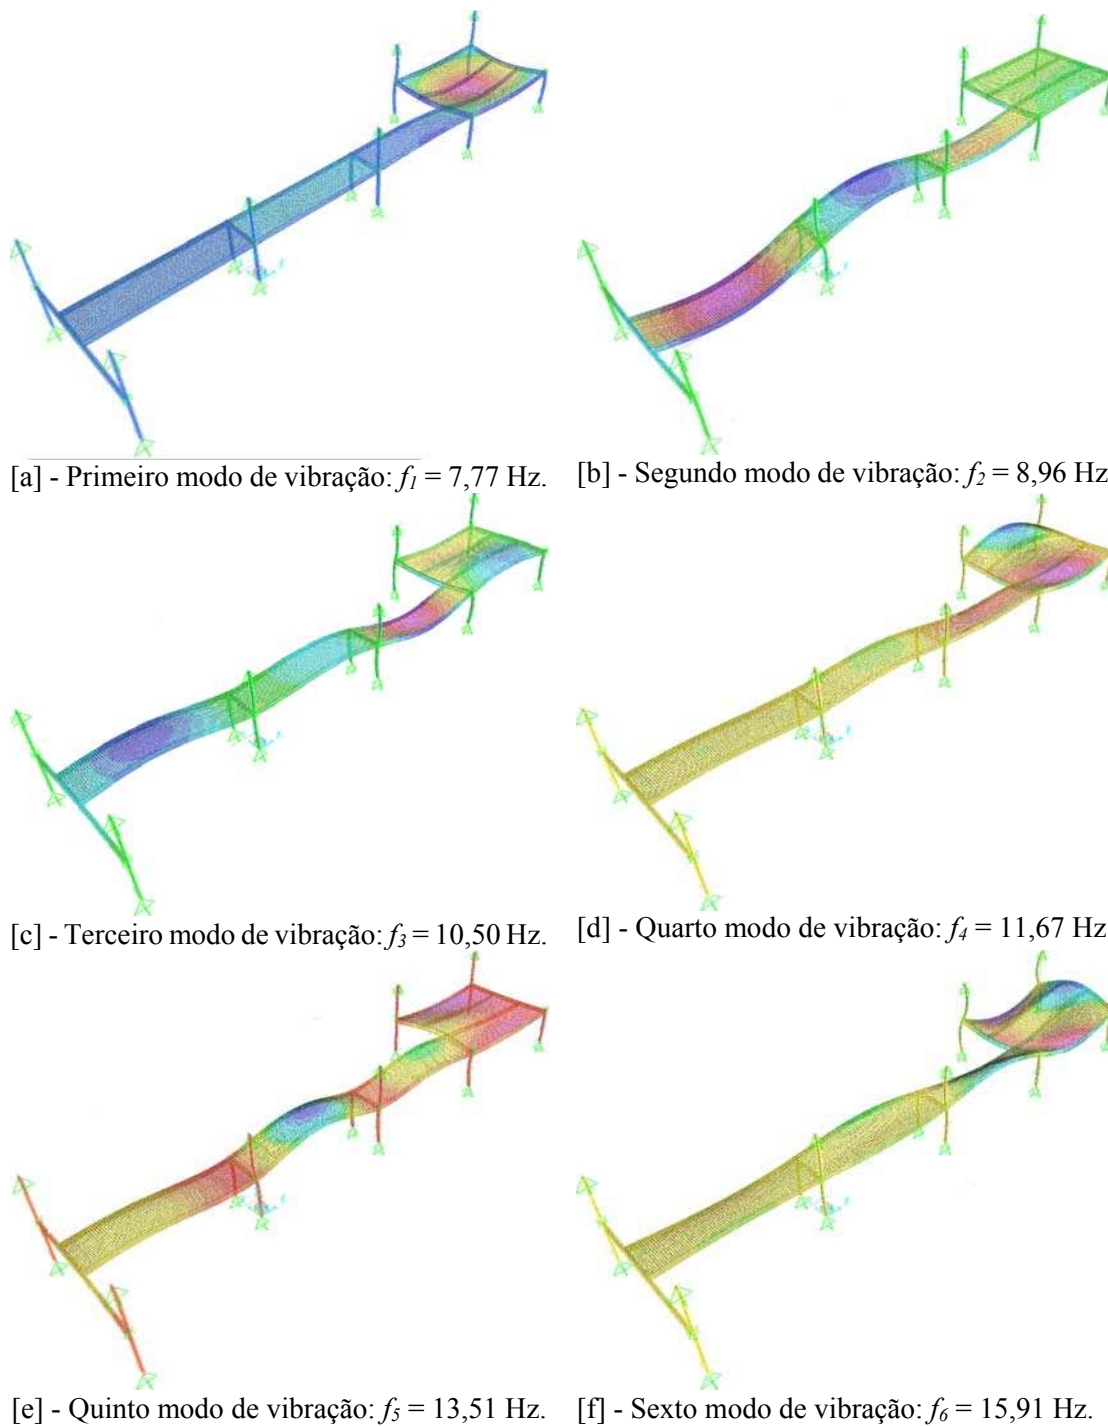 [a] - Primeiro modo de vibração: f1 = 7,77 Hz.
[b] - Segundo modo de vibração: f2 = 8,96 Hz
[c] - Terceiro modo de vibração: f3 = 10,50 Hz.
[d] - Quarto modo de vibração: f4 = 11,67 Hz
[e] - Quinto modo de vibração: f5 = 13,51 Hz.
[f] - Sexto modo de vibração: f6 = 15,91 Hz.